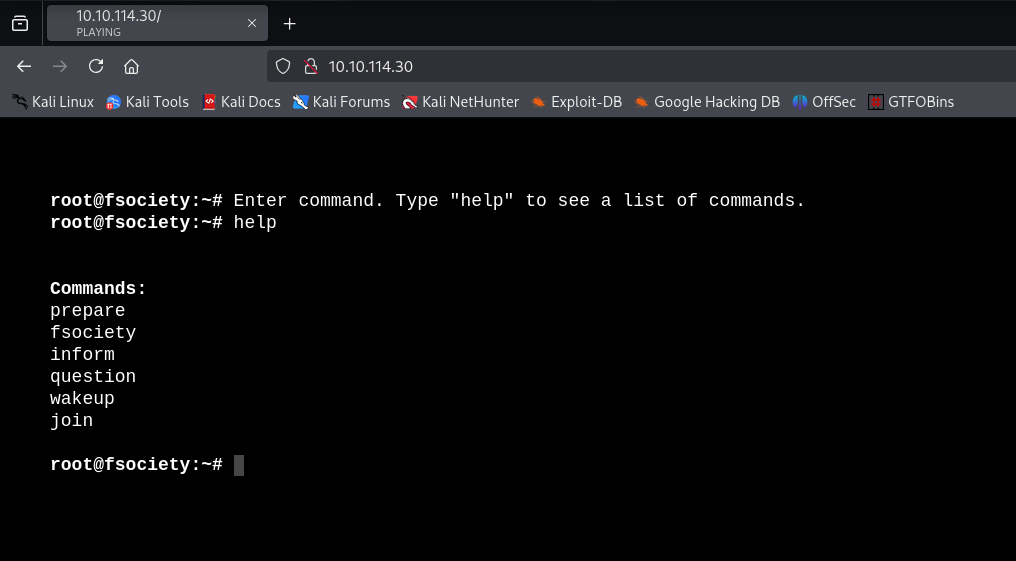 10.10.114.30/
PLAYING
10.10.114.30
Kali Linux Kali Tools Kali Docs Kali Forums Kali NetHunter Exploit-DB Google Hacking DB OffSec GTFOBins
root@fsociety:~# Enter command. Type "help" to see a list of commands.
root@fsociety:~# help
Commands:
prepare
fsociety
inform
question
wakeup
join
root@fsociety:~#